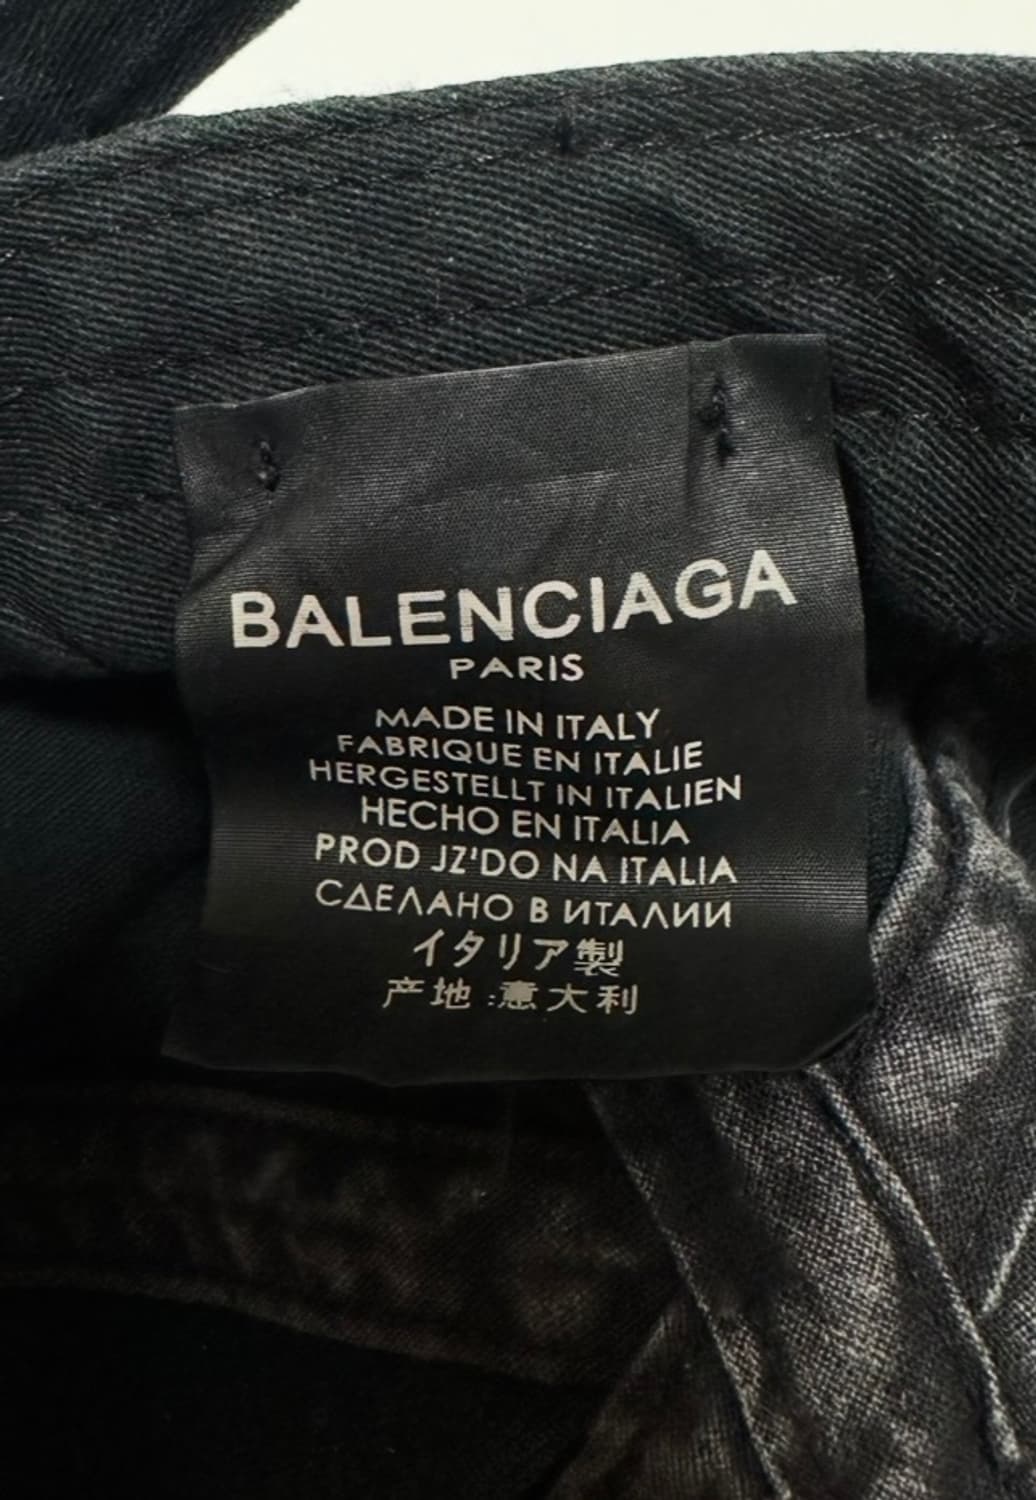 BALENCIAGA
PARIS
MADE IN ITALY
FABRIQUE EN ITALIE
HERGESTELLT IN ITALIEN
HECHO EN ITALIA
PROD JZ'DO NA ITALIA
СДЕЛАНО В ИТАЛИИ
イタリア製
产地:意大利